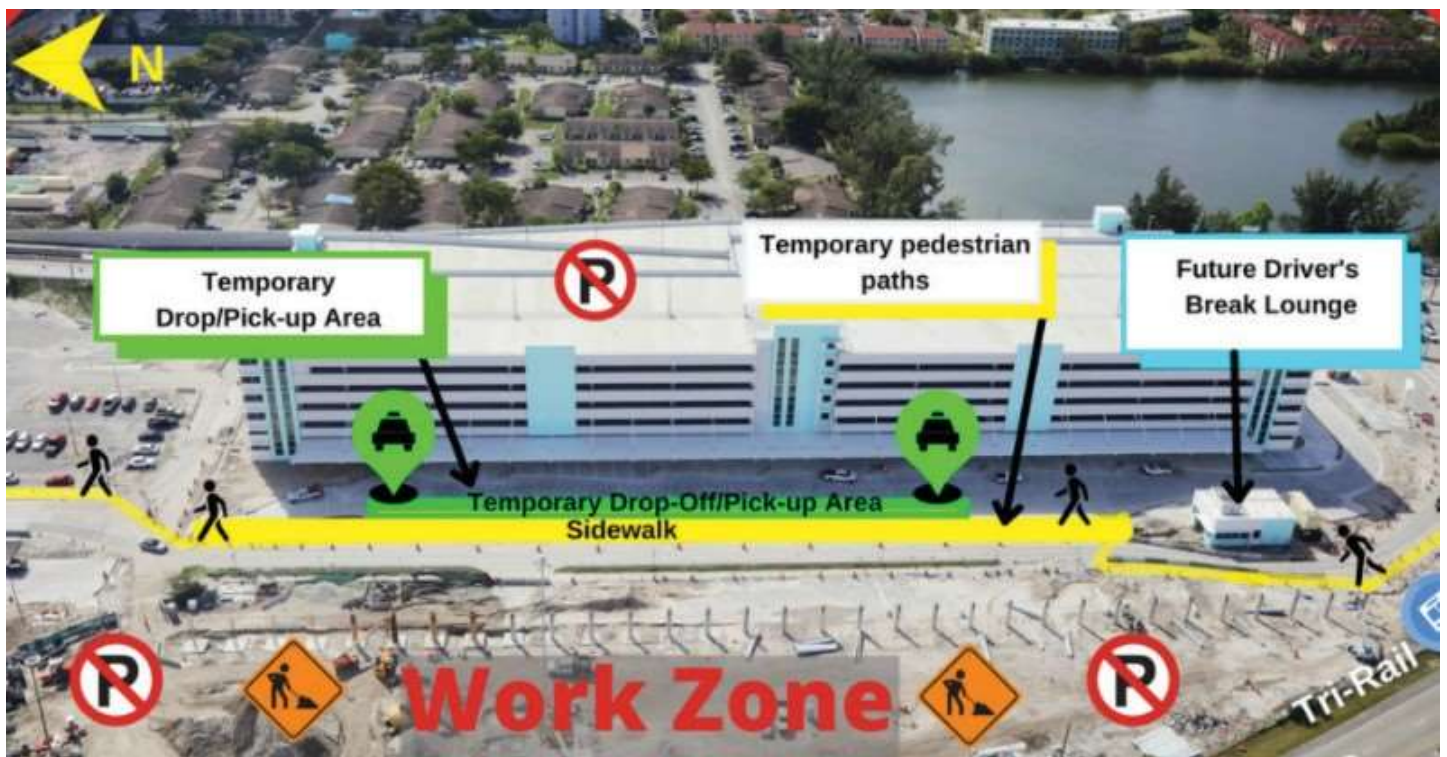 N
Temporary
Drop/Pick-up Area
Temporary pedestrian
paths
Future Driver's
Break Lounge
P
Temporary Drop-Off/Pick-up Area
Sidewalk
P
P
Work Zone
Tri-Rail